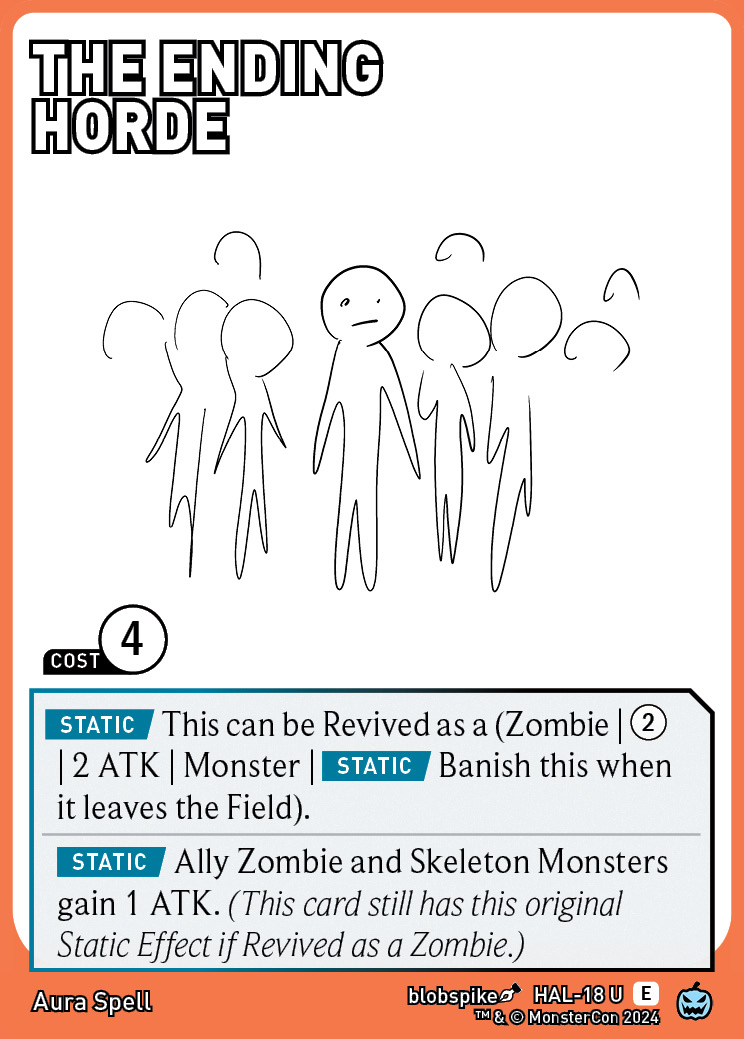 THE ENDING
HORDE
COST 4
STATIC This can be Revived as a (Zombie | 2
| 2 ATK | Monster | STATIC Banish this when
it leaves the Field).
STATIC Ally Zombie and Skeleton Monsters
gain 1 ATK. (This card still has this original
Static Effect if Revived as a Zombie.)
Aura Spell
blobspike HAL-18 U E
™ & © MonsterCon 2024